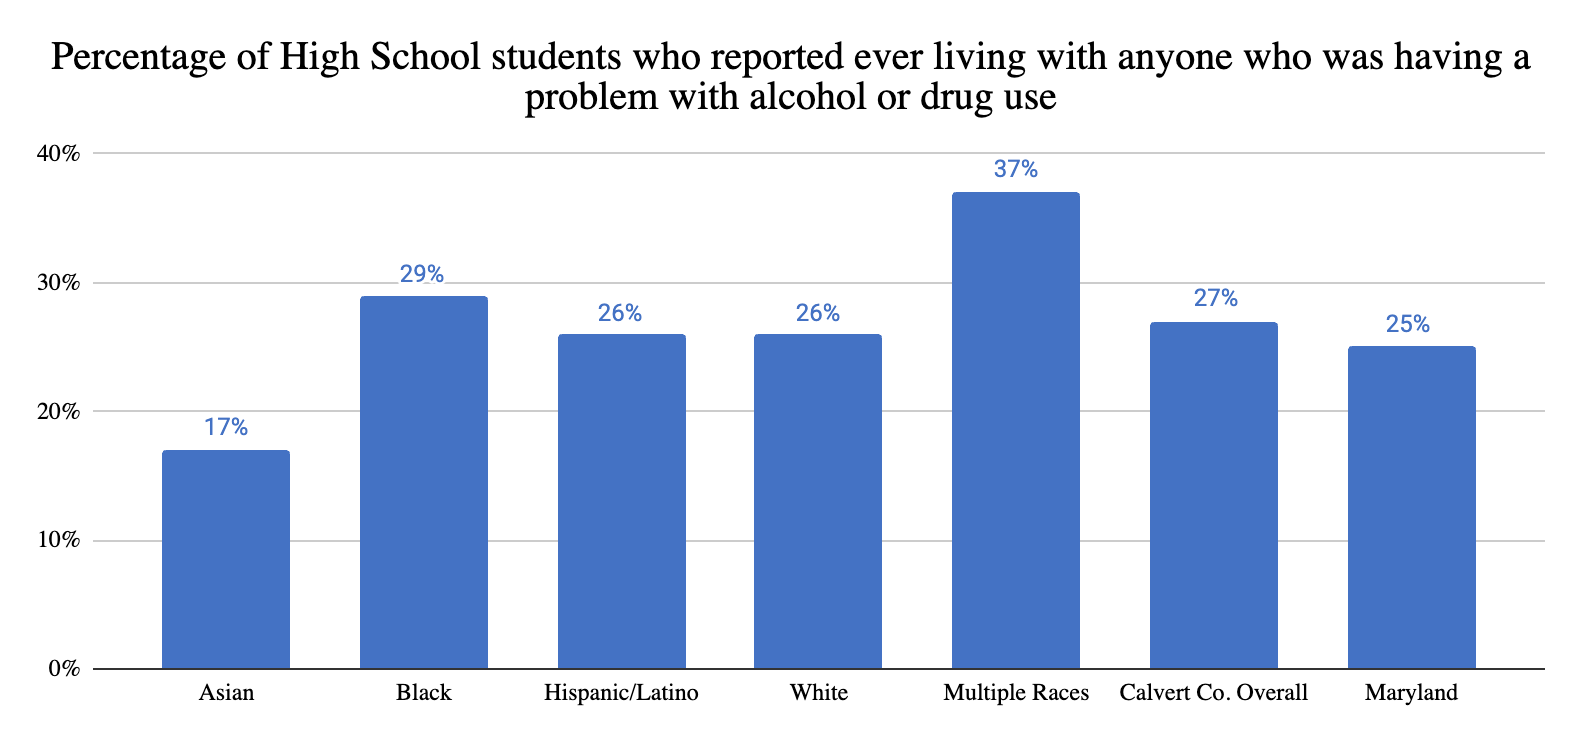 Percentage of High School students who reported ever living with anyone who was having a
problem with alcohol or drug use
40%
37%
30%
29%
27%
26%
26%
25%
20%
17%
10%
0%
Asian
Black
Hispanic/Latino
White
Multiple Races
Calvert Co. Overall
Maryland